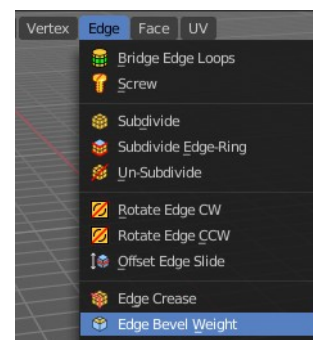 Vertex Edge Face UV
Bridge Edge Loops
Screw
Subdivide
Subdivide Edge-Ring
Un-Subdivide
Rotate Edge CW
Rotate Edge CCW
Offset Edge Slide
Edge Crease
Edge Bevel Weight